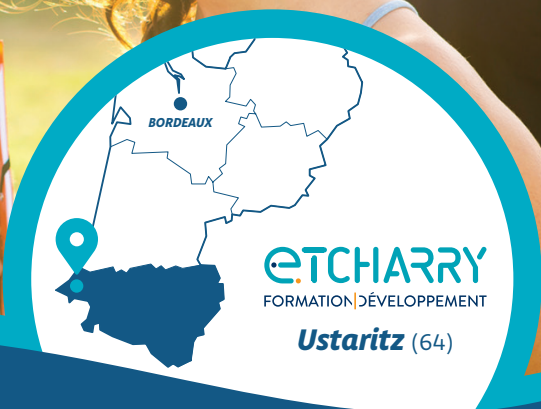 BORDEAUX
eTCHARRY
FORMATION|DÉVELOPPEMENT
Ustaritz (64)